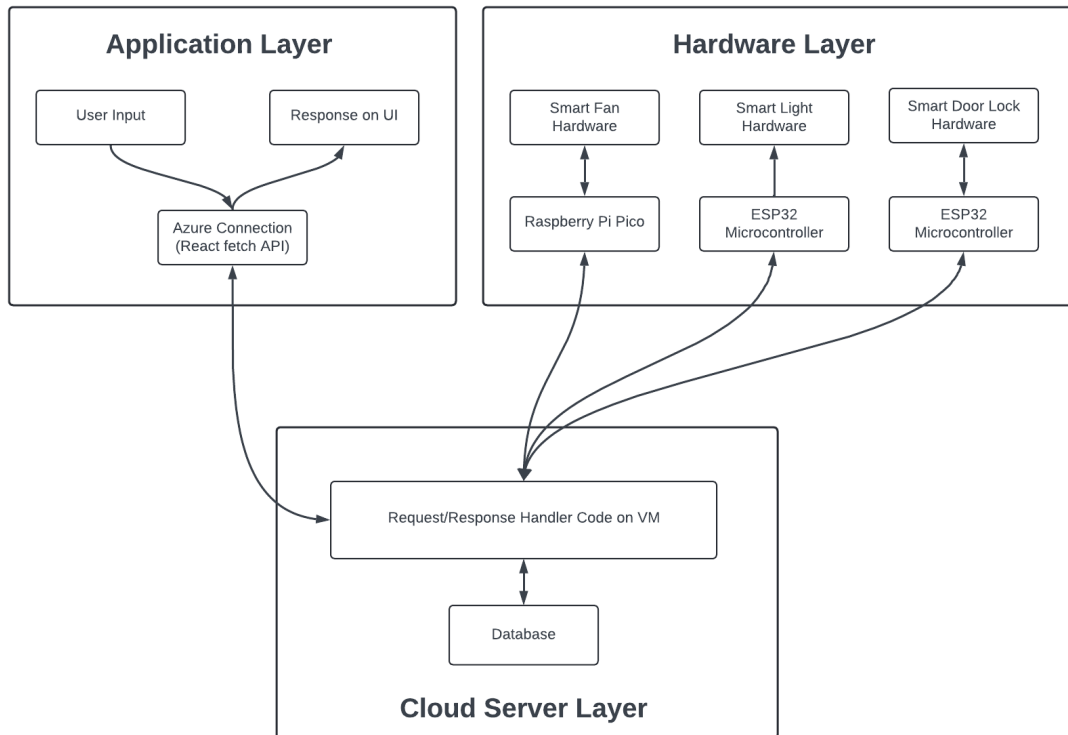 Application Layer
User Input
Response on UI
Azure Connection
(React fetch API)
Hardware Layer
Smart Fan
Hardware
Smart Light
Hardware
Smart Door Lock
Hardware
Raspberry Pi Pico
ESP32
Microcontroller
ESP32
Microcontroller
Request/Response Handler Code on VM
Database
Cloud Server Layer